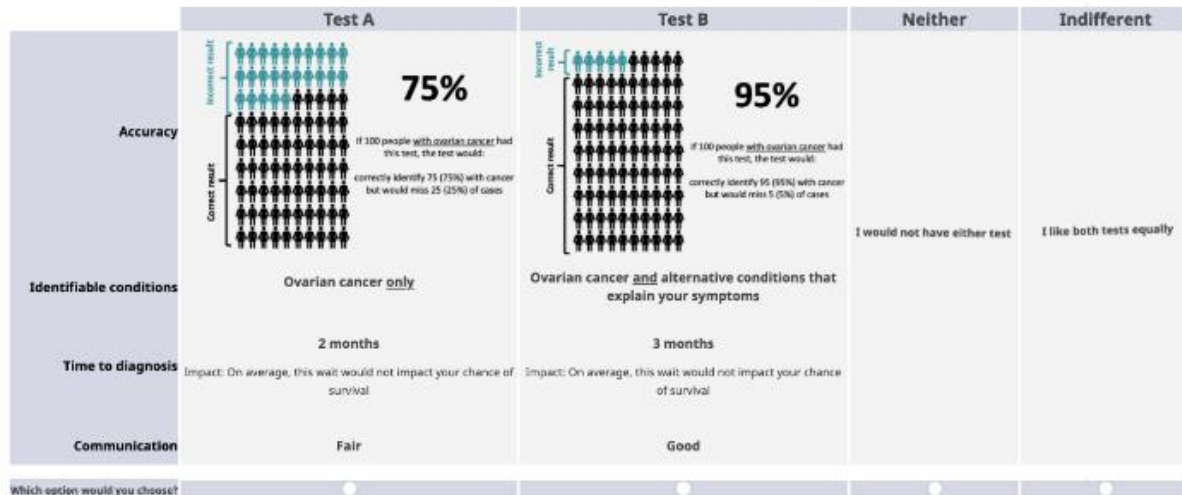 Test A
Test B
Neither
Indifferent
Accuracy
Incorrect result
Correct result
75%
If 100 people with ovarian cancer had
this test, the test would:
correctly identify 75 (75%) with cancer
but would miss 25 (25%) of cases
Incorrect
result
Correct result
95%
If 100 people with ovarian cancer had
this test, the test would:
correctly identify 95 (95%) with cancer
but would miss 5 (5%) of cases
I would not have either test
I like both tests equally
Identifiable conditions
Ovarian cancer only
Ovarian cancer and alternative conditions that
explain your symptoms
Time to diagnosis
2 months
Impact: On average, this wait would not impact your chance of
survival
3 months
Impact: On average, this wait would not impact your chance
of survival
Communication
Fair
Good
Which option would you choose?